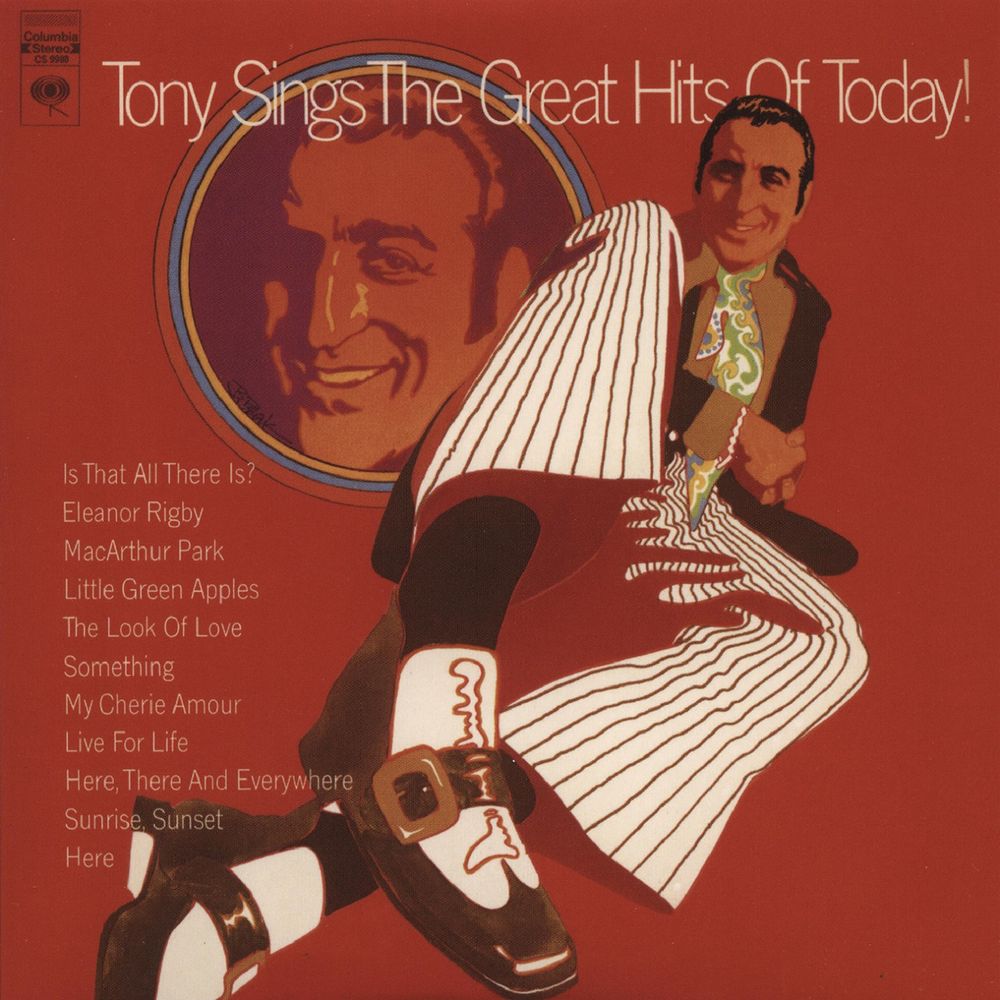 Columbia
Stereo
CS 9980
Tony Sings The Great Hits Of Today!
Is That All There Is?
Eleanor Rigby
MacArthur Park
Little Green Apples
The Look Of Love
Something
My Cherie Amour
Live For Life
Here, There And Everywhere
Sunrise, Sunset
Here